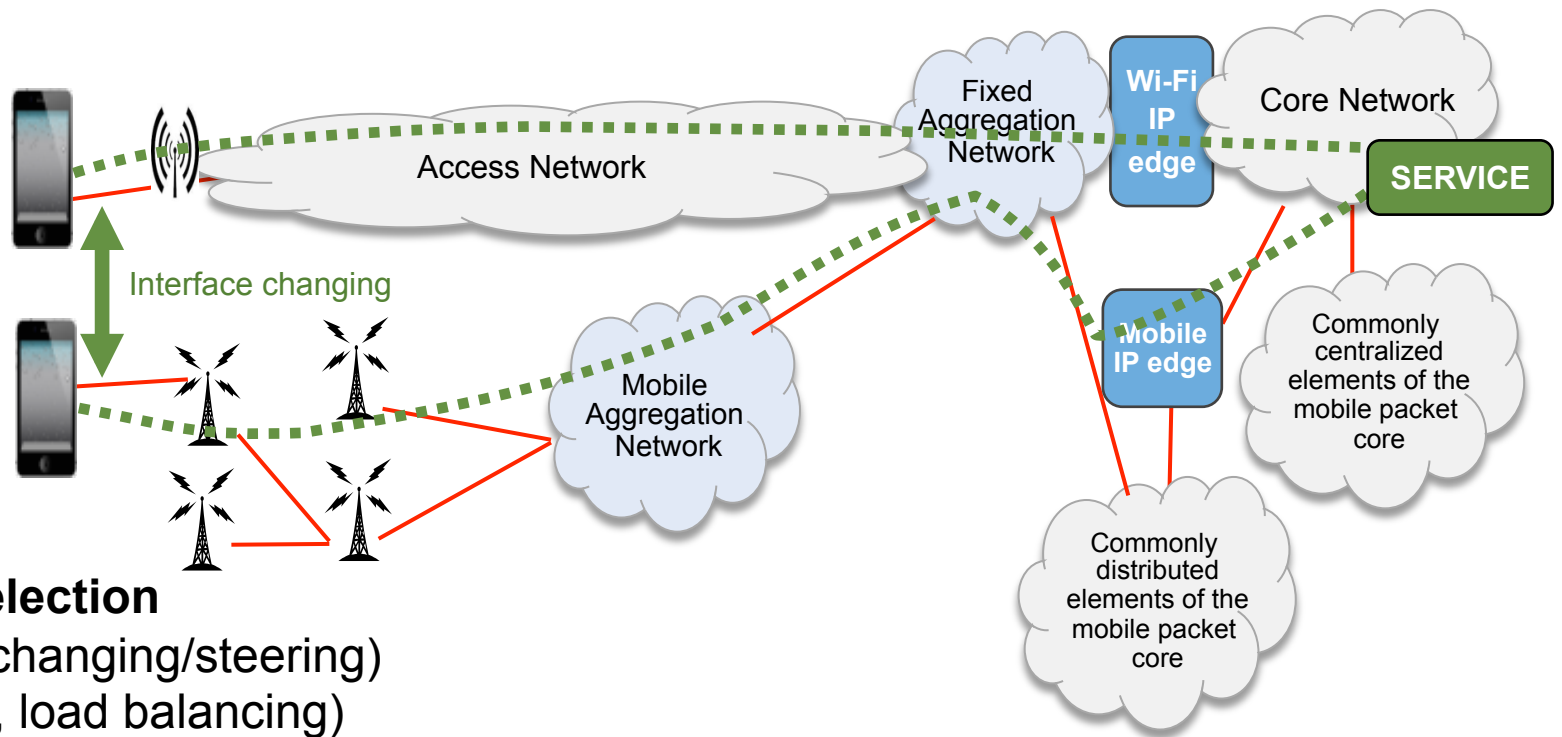 Wi-Fi
IP
edge
Fixed
Aggregation
Network
Core Network
Access Network
SERVICE
Interface changing
Mobile
IP edge
Commonly
centralized
elements of the
mobile packet
core
Mobile
Aggregation
Network
Commonly
distributed
elements of the
mobile packet
core
election
changing/steering)
, load balancing)